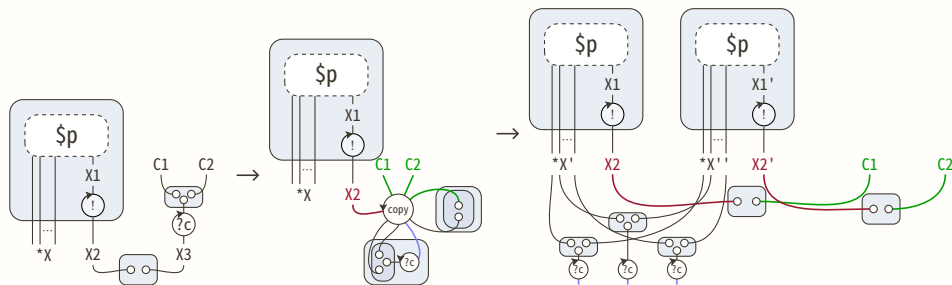 $p
X1
!
...
*X
X2
C1 C2
?c
X3
$p
X1
!
...
*X
X2
C1 C2
copy
?c
$p
X1
!
...
*X'
X2
$p
X1'
!
...
*X''
X2'
C1
C2
?c
?c
?c